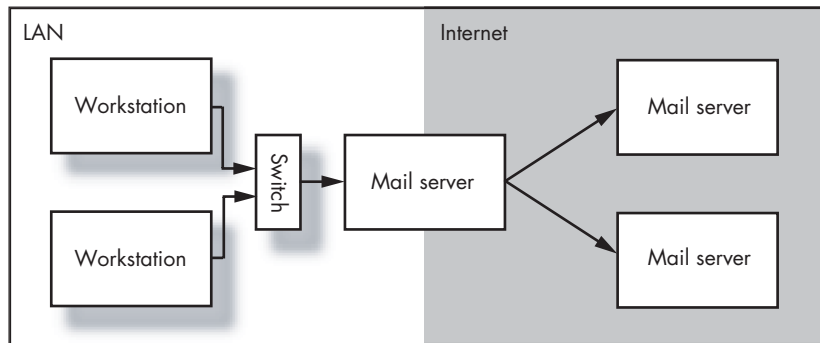 LAN
Internet
Workstation
Mail server
Switch
Mail server
Workstation
Mail server